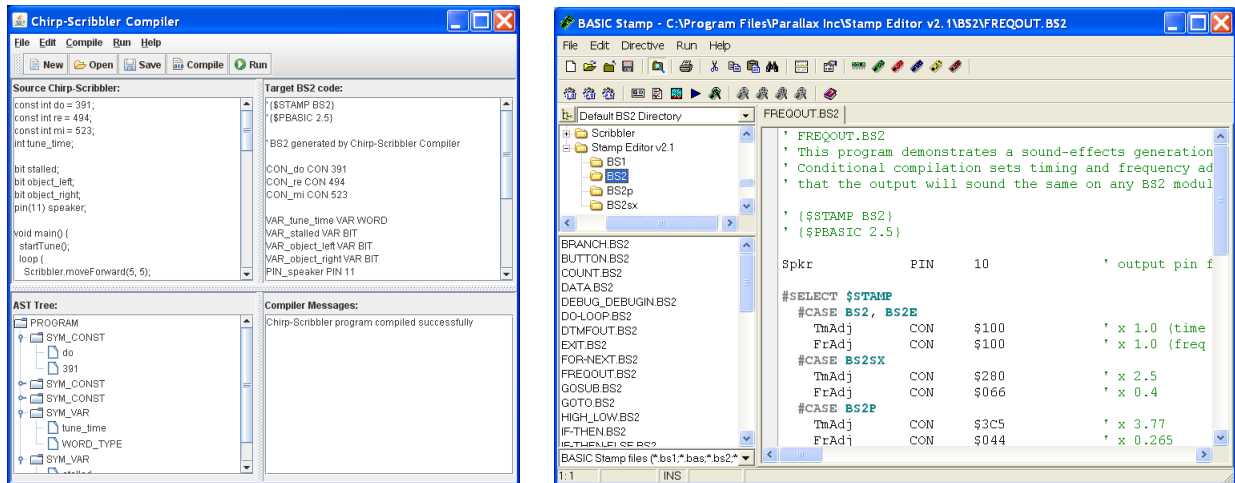 Chirp-Scribbler Compiler
File Edit Compile Run Help
New Open Save Compile Run
Source Chirp-Scribbler:
const int do = 391;
const int re = 494;
const int mi = 523;
int tune_time;
bit stalled;
bit object_left;
bit object_right;
pin(11) speaker;
void main() {
startTune();
loop {
Scribbler.moveForward(5, 5);
Target BS2 code:
'{$STAMP BS2}
'{$PBASIC 2.5}
'BS2 generated by Chirp-Scribbler Compiler
CON_do CON 391
CON_re CON 494
CON_mi CON 523
VAR_tune_time VAR WORD
VAR_stalled VAR BIT
VAR_object_left VAR BIT
VAR_object_right VAR BIT
PIN_speaker PIN 11
AST Tree:
PROGRAM
SYM_CONST
do
391
SYM_CONST
SYM_CONST
SYM_VAR
tune_time
WORD_TYPE
SYM_VAR
Compiler Messages:
Chirp-Scribbler program compiled successfully
BASIC Stamp - C:\Program Files\Parallax Inc\Stamp Editor v2.1\BS2\FREQOUT.BS2
File Edit Directive Run Help
Default BS2 Directory
Scribbler
Stamp Editor v2.1
BS1
BS2
BS2p
BS2sx
BRANCH.BS2
BUTTON.BS2
COUNT.BS2
DATA.BS2
DEBUG_DEBUGIN.BS2
DO-LOOP.BS2
DTMFOUT.BS2
EXIT.BS2
FOR-NEXT.BS2
FREQOUT.BS2
GOSUB.BS2
GOTO.BS2
HIGH_LOW.BS2
IF-THEN.BS2
IF-THEN-ELSE.BS2
BASIC Stamp files (*.bs1;*.bas;*.bs2;*
FREQOUT.BS2
' FREQOUT.BS2
' This program demonstrates a sound-effects generation
' Conditional compilation sets timing and frequency ad
' that the output will sound the same on any BS2 modul
' {$STAMP BS2}
' {$PBASIC 2.5}
Spkr PIN 10 ' output pin f
#SELECT $STAMP
#CASE BS2, BS2E
TmAdj CON $100 ' x 1.0 (time
FrAdj CON $100 ' x 1.0 (freq
#CASE BS2SX
TmAdj CON $280 ' x 2.5
FrAdj CON $066 ' x 0.4
#CASE BS2P
TmAdj CON $3C5 ' x 3.77
FrAdj CON $044 ' x 0.265
1:1 INS